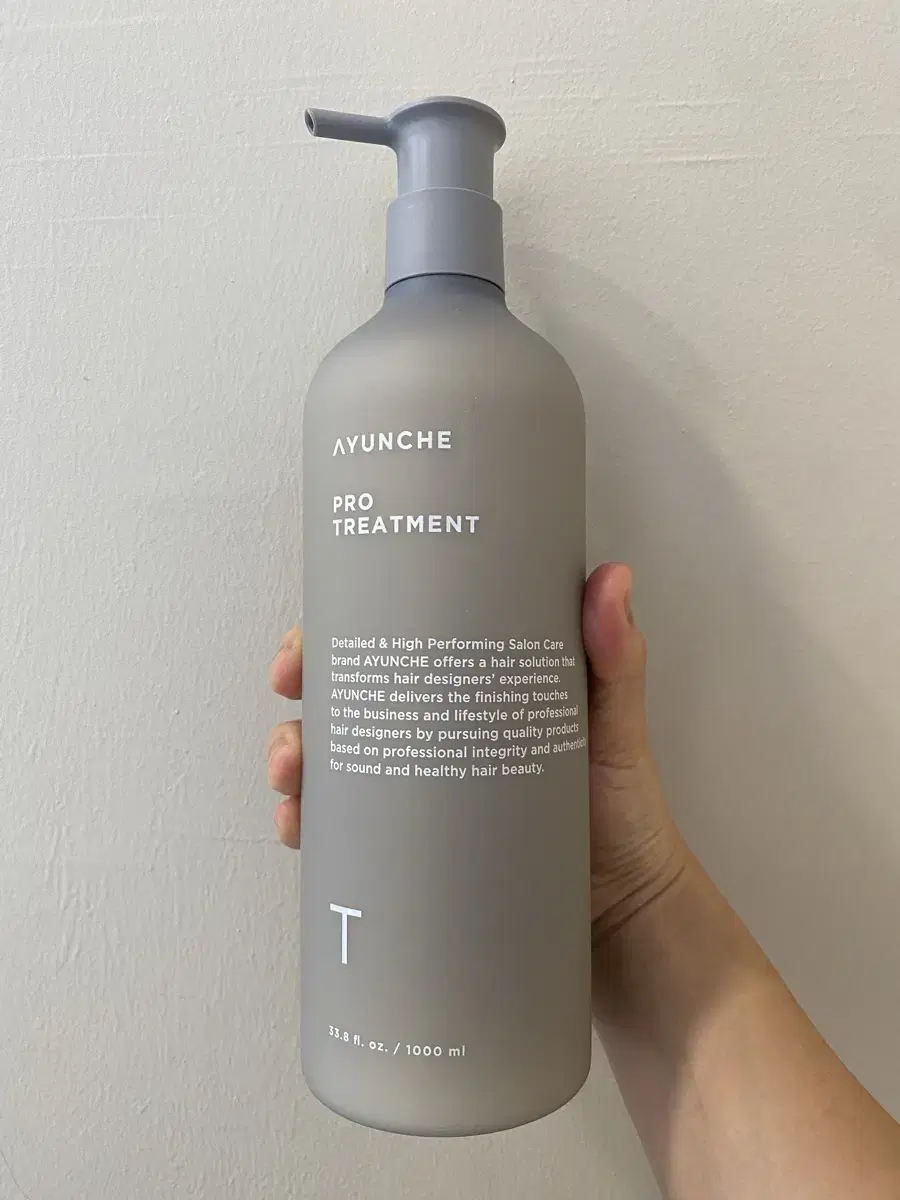 AYUNCHE
PRO
TREATMENT
Detailed & High Performing Salon Care
brand AYUNCHE offers a hair solution that
transforms hair designers' experience.
AYUNCHE delivers the finishing touches
to the business and lifestyle of professional
hair designers by pursuing quality products
based on professional integrity and authenticity
for sound and healthy hair beauty.
T
33.8 fl. oz. / 1000 ml